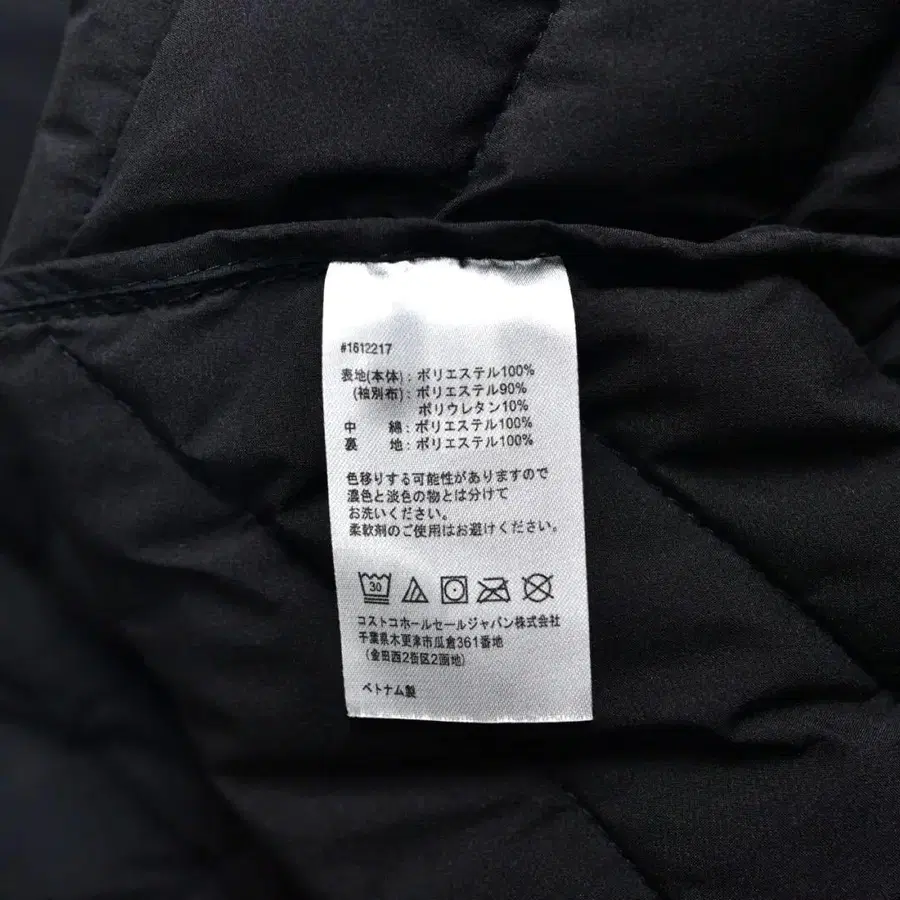 #1612217
表地(本体) : ポリエステル100%
(袖別布) : ポリエステル90%
ポリウレタン10%
中 綿 : ポリエステル100%
裏 地 : ポリエステル100%
色移りする可能性がありますので
濃色と淡色の物とは分けて
お洗いください。
柔軟剤のご使用はお避けください。
30
コストコホールセールジャパン株式会社
千葉県木更津市瓜倉361番地
(金田西2街区2画地)
ベトナム製